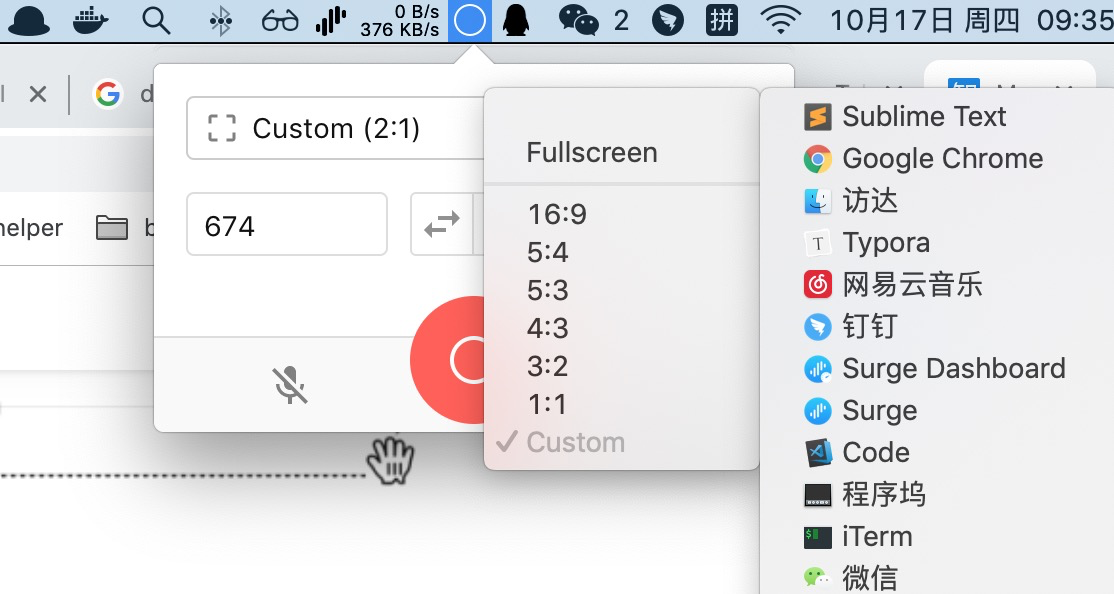 0 B/s
376 KB/s
2
拼
10月17日 周四 09:35
Custom (2:1)
674
helper
Fullscreen
16:9
5:4
5:3
4:3
3:2
1:1
Custom
Sublime Text
Google Chrome
访达
Typora
网易云音乐
钉钉
Surge Dashboard
Surge
Code
程序坞
iTerm
微信